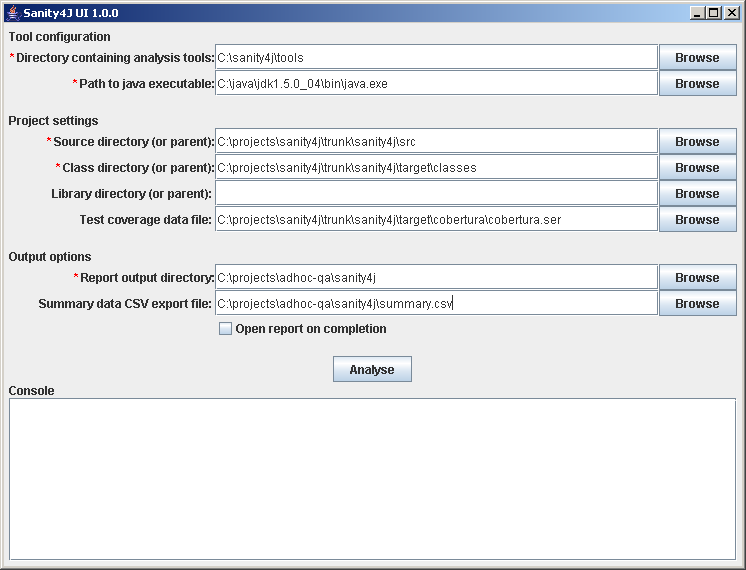 Sanity4J UI 1.0.0
Tool configuration
*Directory containing analysis tools: C:\sanity4j\tools Browse
*Path to java executable: C:\java\jdk1.5.0_04\bin\java.exe Browse
Project settings
*Source directory (or parent): C:\projects\sanity4j\trunk\sanity4j\src Browse
*Class directory (or parent): C:\projects\sanity4j\trunk\sanity4j\target\classes Browse
Library directory (or parent): Browse
Test coverage data file: C:\projects\sanity4j\trunk\sanity4j\target\cobertura\cobertura.ser Browse
Output options
*Report output directory: C:\projects\adhoc-qa\sanity4j Browse
Summary data CSV export file: C:\projects\adhoc-qa\sanity4j\summary.csv Browse
Open report on completion
Analyse
Console